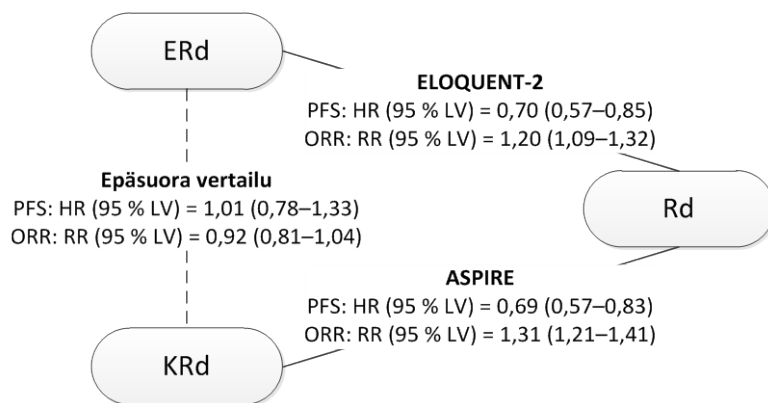 ERd
ELOQUENT-2
PFS: HR (95 % LV) = 0,70 (0,57–0,85)
ORR: RR (95 % LV) = 1,20 (1,09–1,32)
Epäsuora vertailu
PFS: HR (95 % LV) = 1,01 (0,78–1,33)
ORR: RR (95 % LV) = 0,92 (0,81–1,04)
Rd
ASPIRE
PFS: HR (95 % LV) = 0,69 (0,57–0,83)
ORR: RR (95 % LV) = 1,31 (1,21–1,41)
KRd